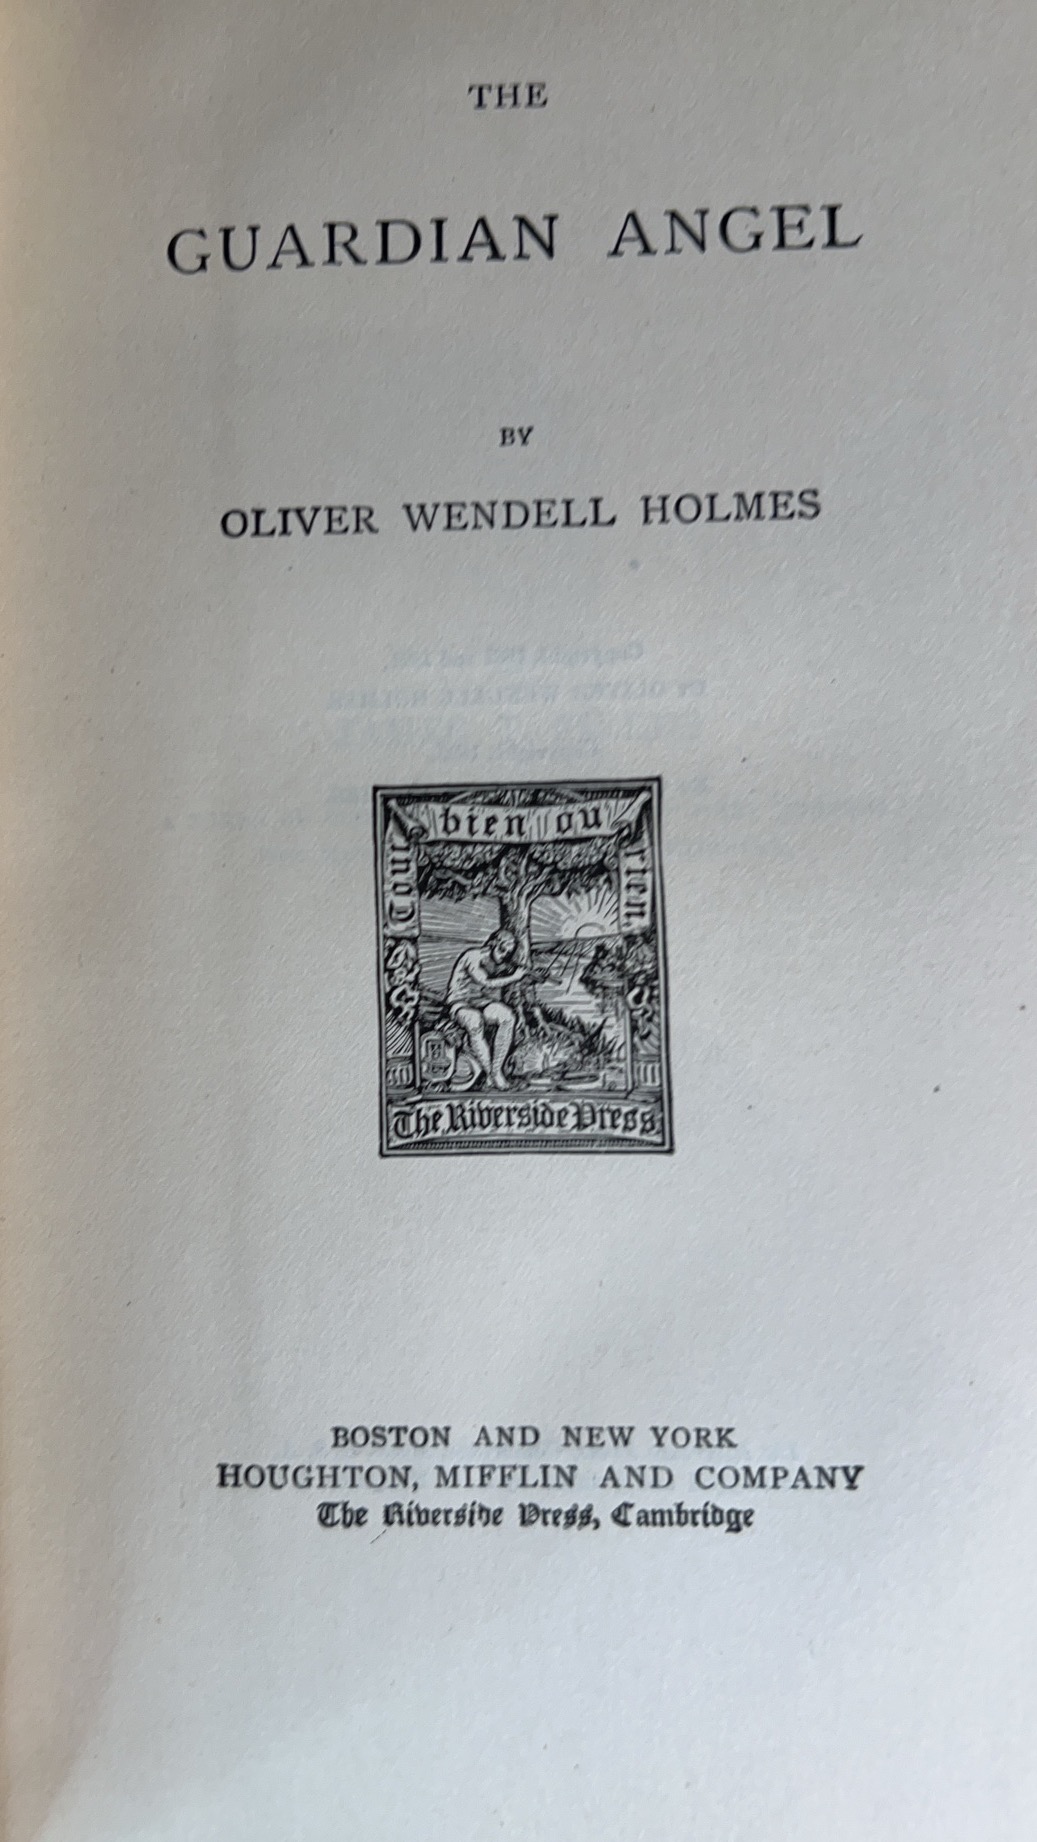 THE
GUARDIAN ANGEL
BY
OLIVER WENDELL HOLMES
Tout bien ou rien
The Riverside Press
BOSTON AND NEW YORK
HOUGHTON, MIFFLIN AND COMPANY
The Riverside Press, Cambridge